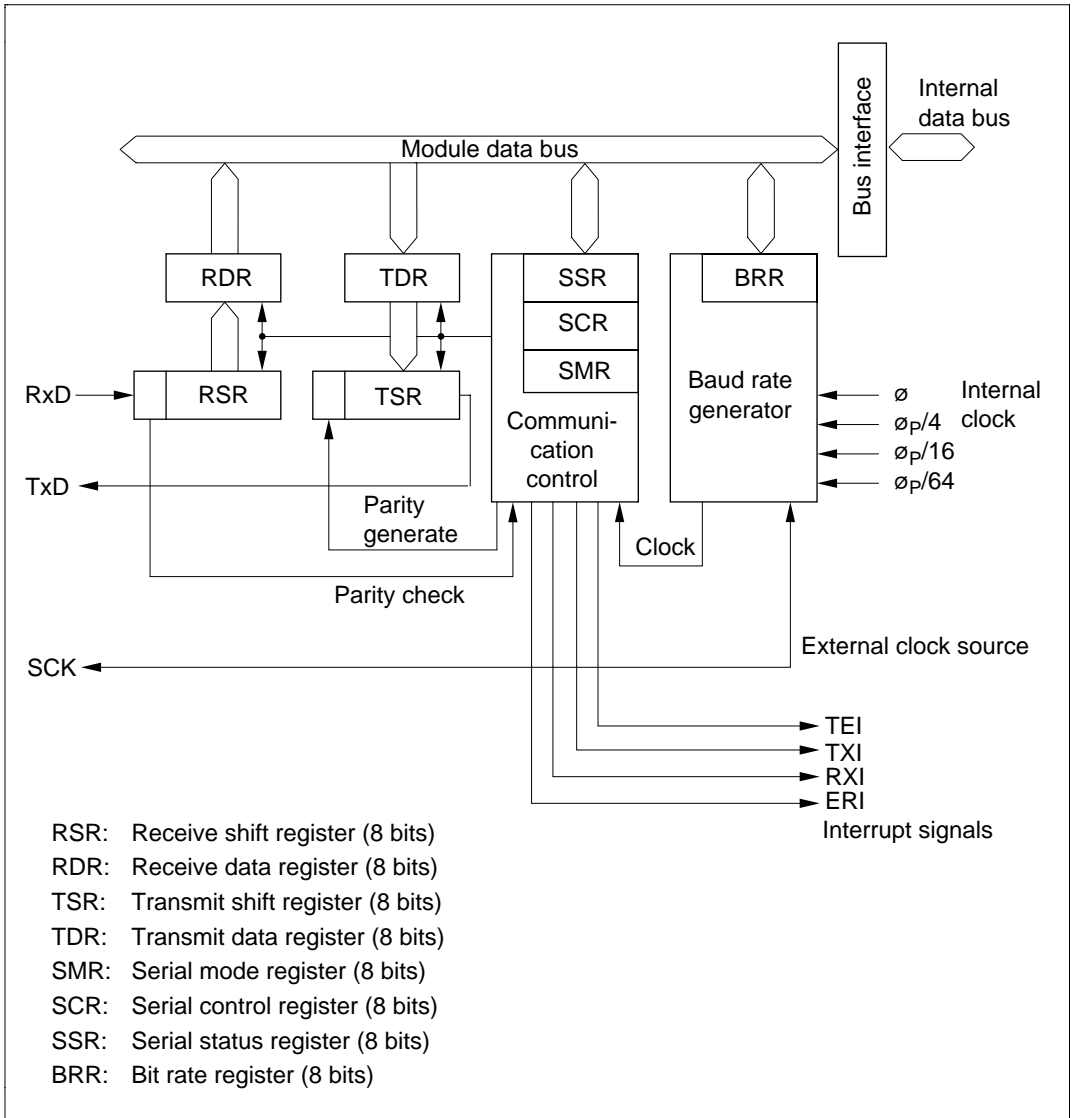 Internal
data bus
Bus interface
Module data bus
RDR
TDR
SSR
BRR
SCR
SMR
RxD
RSR
TSR
Baud rate
generator
ø
Internal
clock
øP/4
øP/16
øP/64
Communi-
cation
control
TxD
Parity
generate
Clock
Parity check
External clock source
SCK
TEI
TXI
RXI
ERI
Interrupt signals
RSR: Receive shift register (8 bits)
RDR: Receive data register (8 bits)
TSR: Transmit shift register (8 bits)
TDR: Transmit data register (8 bits)
SMR: Serial mode register (8 bits)
SCR: Serial control register (8 bits)
SSR: Serial status register (8 bits)
BRR: Bit rate register (8 bits)